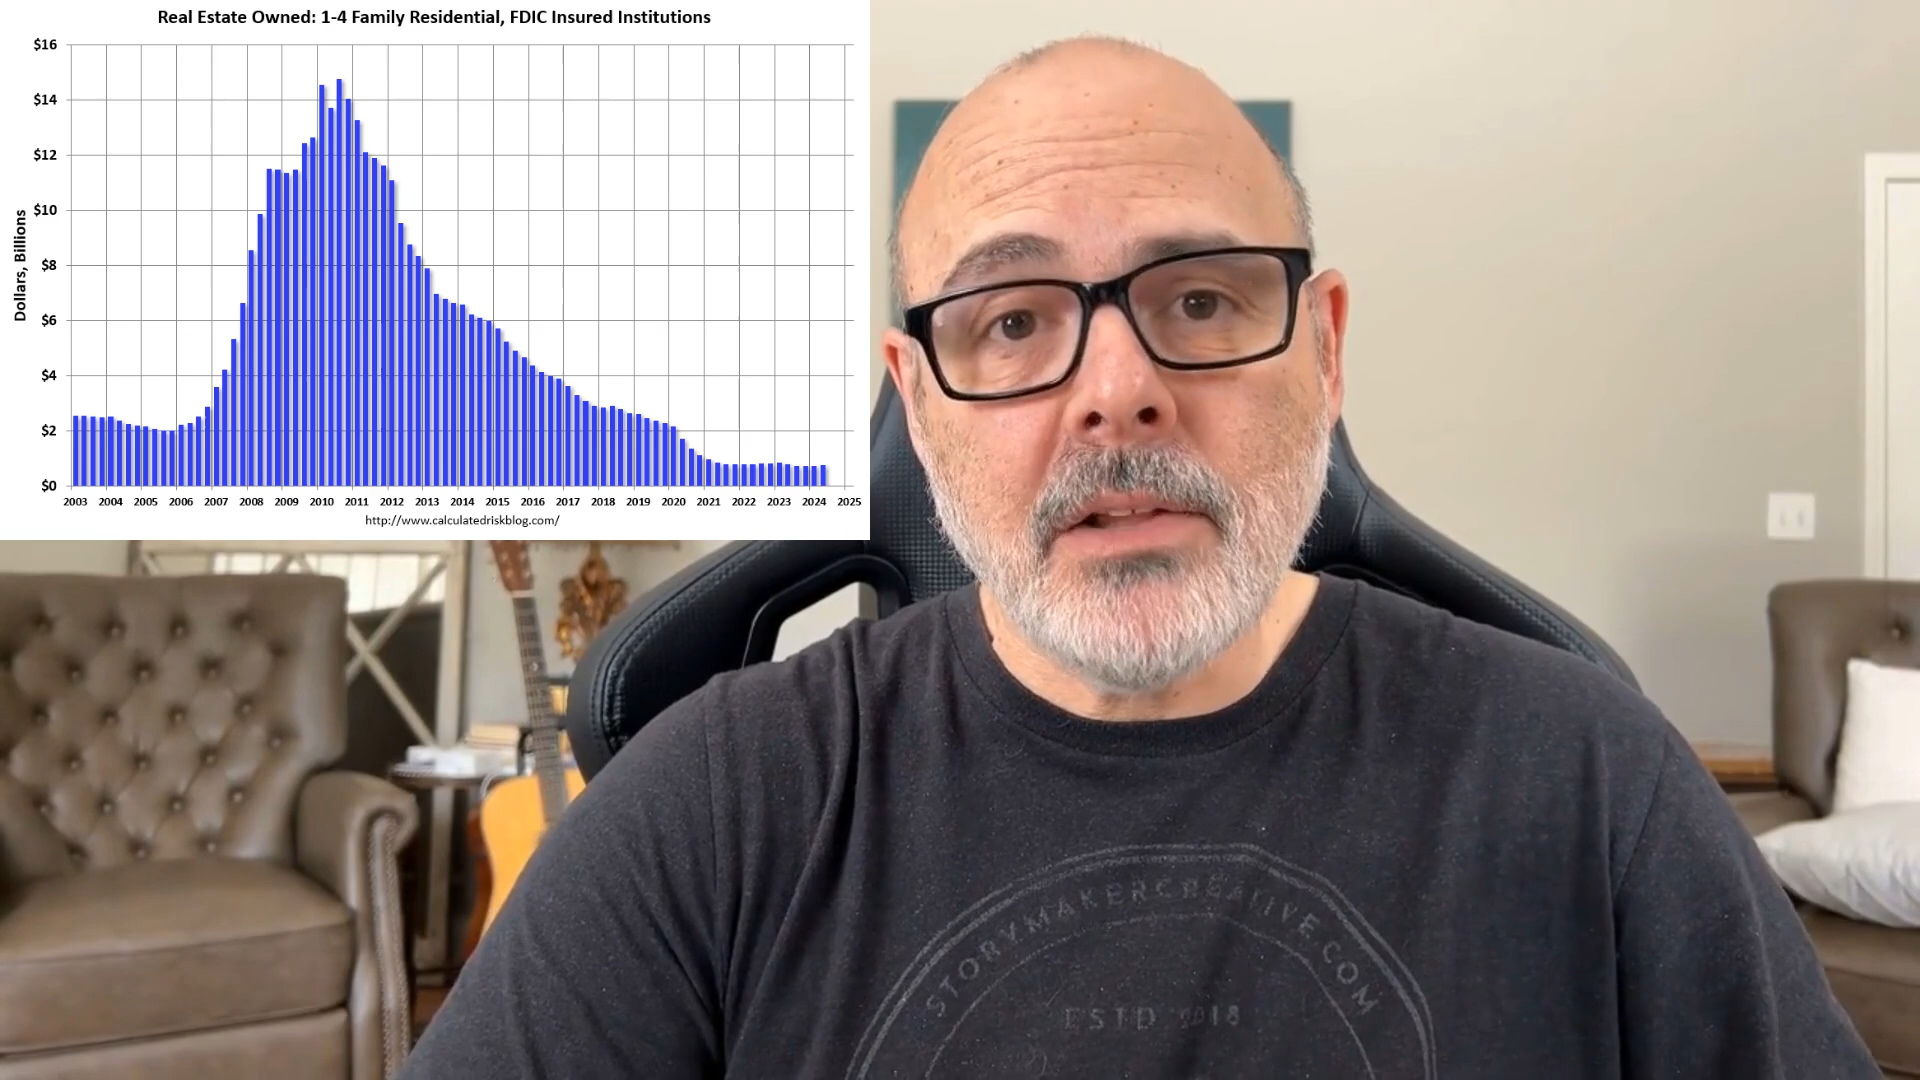 Real Estate Owned: 1-4 Family Residential, FDIC Insured Institutions
$16
$14
$12
$10
$8
$6
$4
$2
$0
Dollars, Billions
2003 2004 2005 2006 2007 2008 2009 2010 2011 2012 2013 2014 2015 2016 2017 2018 2019 2020 2021 2022 2023 2024 2025
http://www.calculatedriskblog.com/
STORYMAKERCREATIVE.COM
ESTD 2018